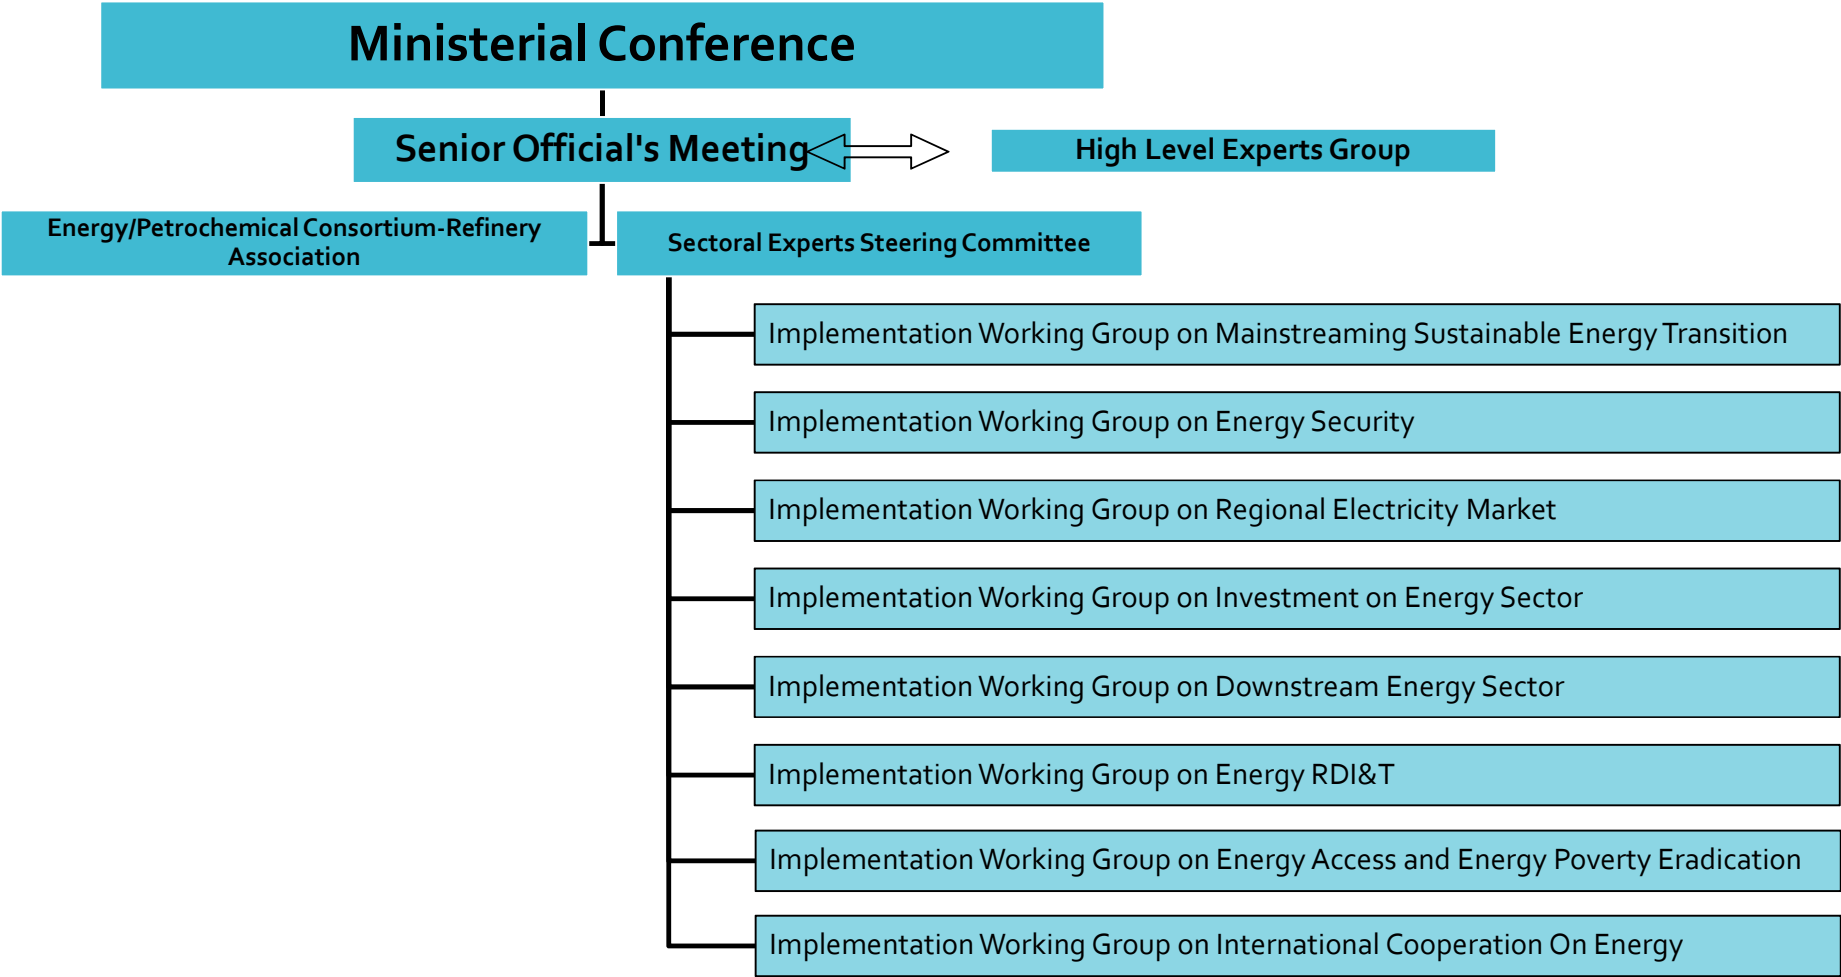 Ministerial Conference
Senior Official's Meeting
High Level Experts Group
Energy/Petrochemical Consortium-Refinery
Association
Sectoral Experts Steering Committee
Implementation Working Group on Mainstreaming Sustainable Energy Transition
Implementation Working Group on Energy Security
Implementation Working Group on Regional Electricity Market
Implementation Working Group on Investment on Energy Sector
Implementation Working Group on Downstream Energy Sector
Implementation Working Group on Energy RDI&T
Implementation Working Group on Energy Access and Energy Poverty Eradication
Implementation Working Group on International Cooperation On Energy